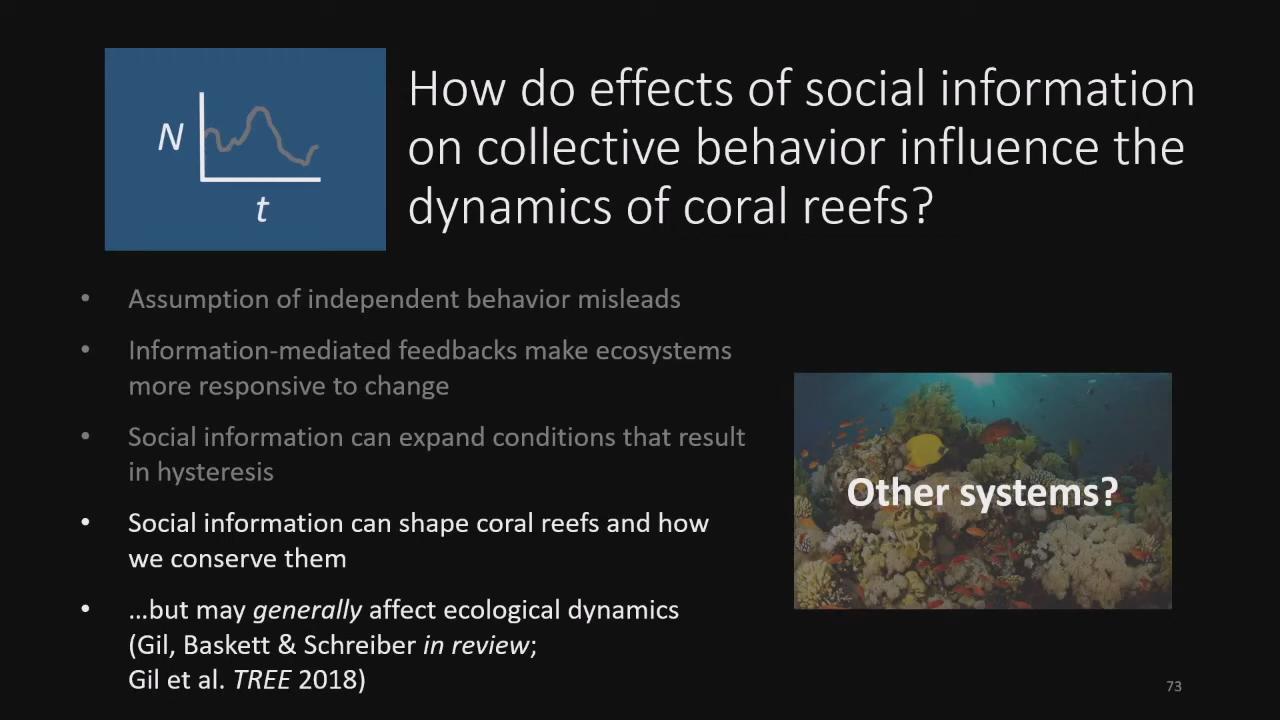 N
t
How do effects of social information
on collective behavior influence the
dynamics of coral reefs?
• Assumption of independent behavior misleads
• Information-mediated feedbacks make ecosystems
more responsive to change
• Social information can expand conditions that result
in hysteresis
• Social information can shape coral reefs and how
we conserve them
• …but may generally affect ecological dynamics
(Gil, Baskett & Schreiber in review;
Gil et al. TREE 2018)
Other systems?
73